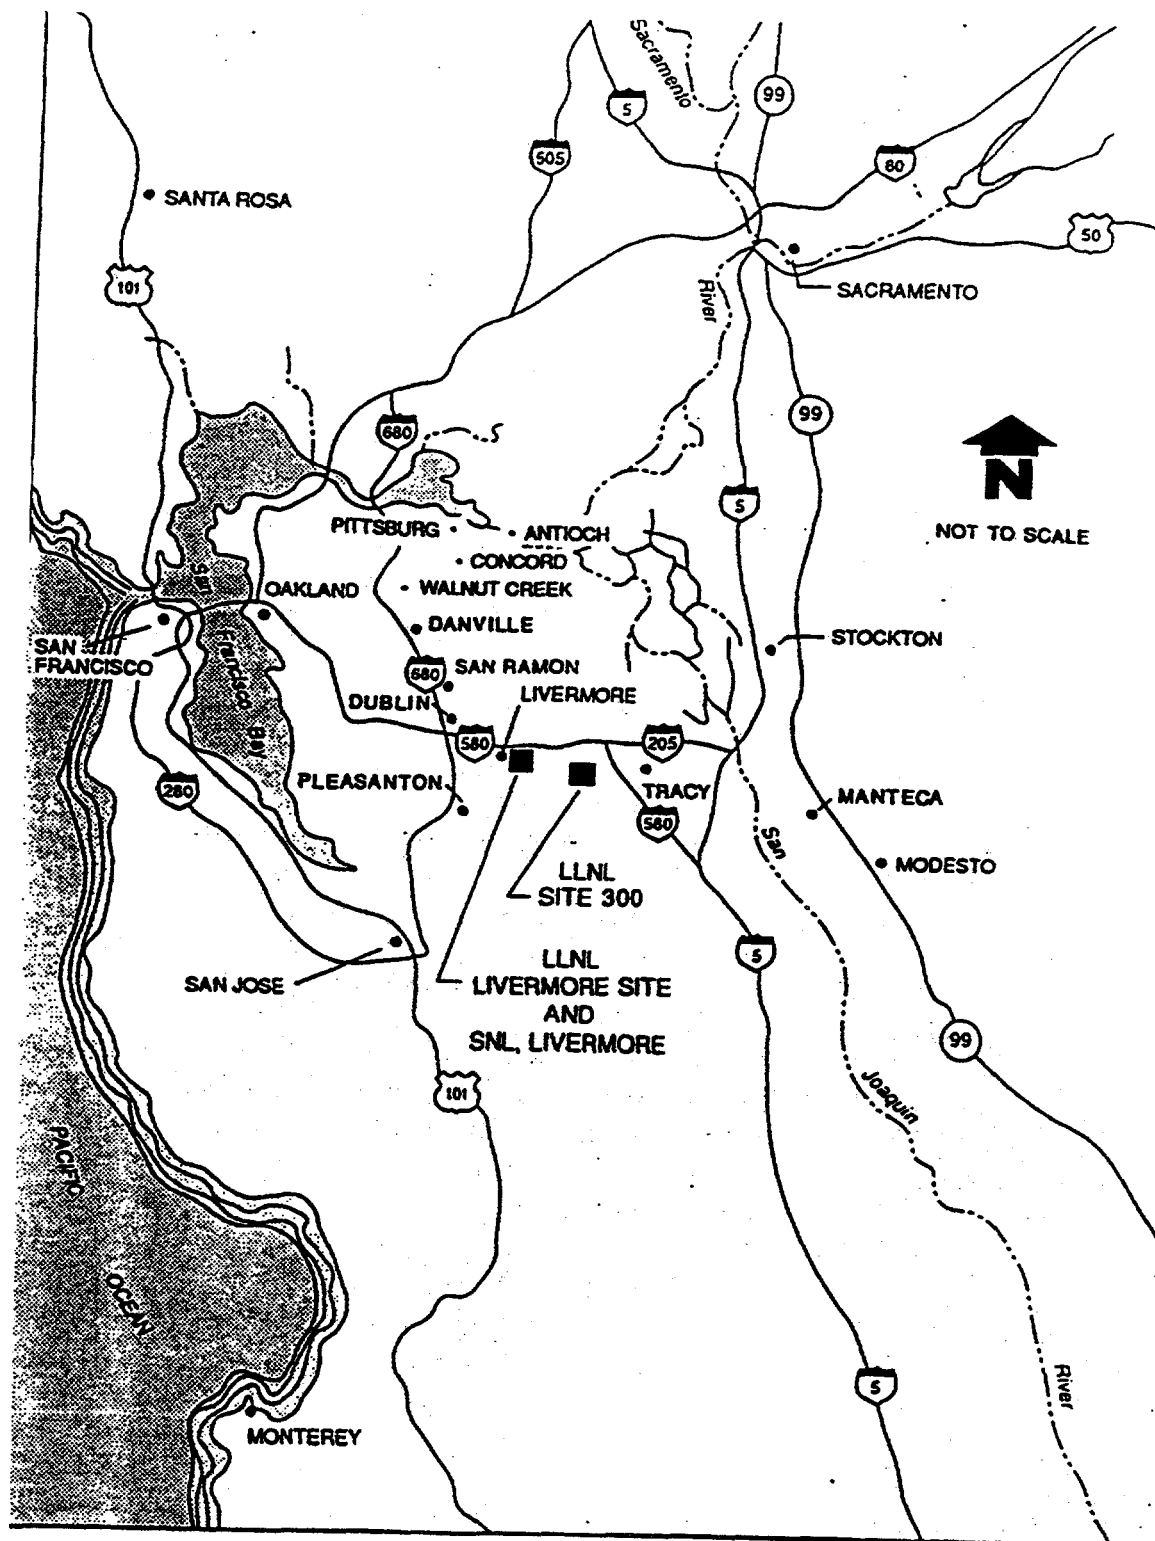 Sacramento
99
5
505
80
SANTA ROSA
50
101
SACRAMENTO
River
99
680
N
5
NOT TO SCALE
PITTSBURG
ANTIOCH
CONCORD
San
OAKLAND
WALNUT CREEK
DANVILLE
STOCKTON
SAN
FRANCISCO
Francisco
680
SAN RAMON
LIVERMORE
DUBLIN
Bay
580
205
PLEASANTON
280
TRACY
MANTECA
580
San
MODESTO
LLNL
SITE 300
5
SAN JOSE
LLNL
LIVERMORE SITE
AND
SNL, LIVERMORE
99
101
Joaquin
PACIFIC
OCEAN
5
River
MONTEREY